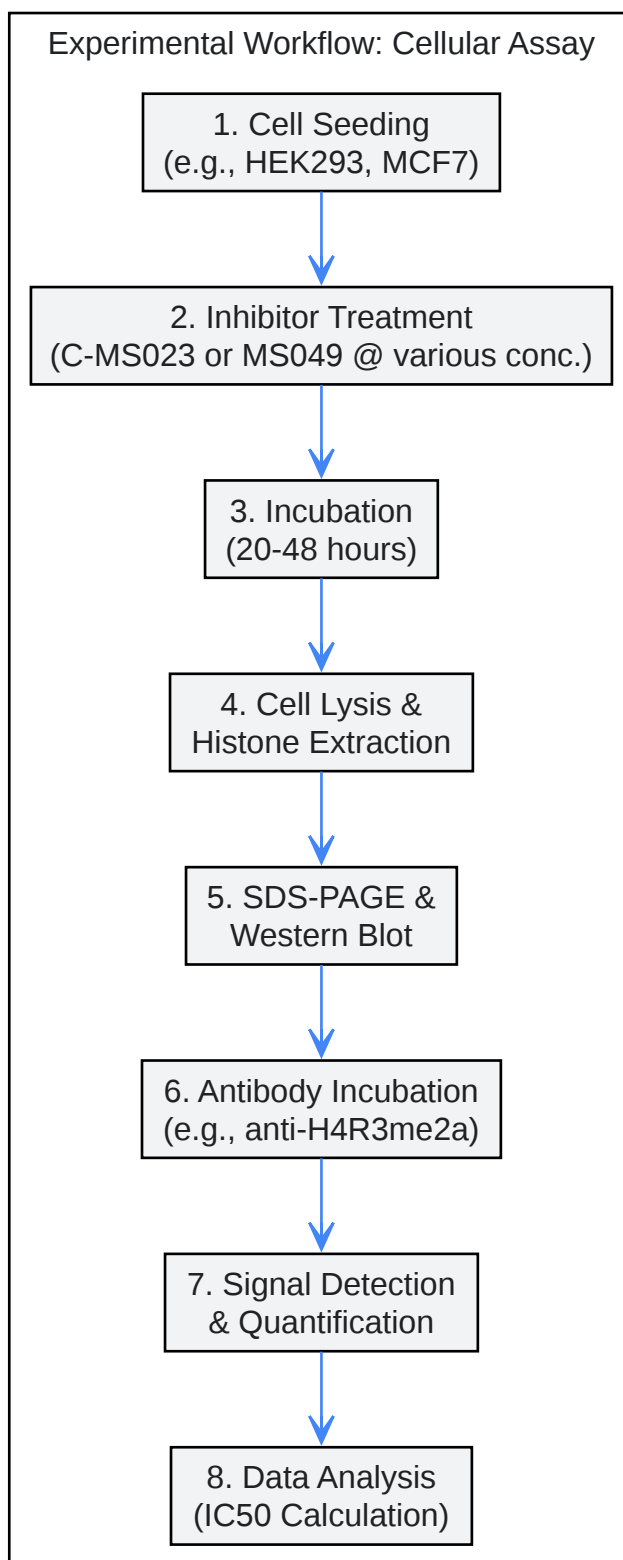 Experimental Workflow: Cellular Assay
1. Cell Seeding
(e.g., HEK293, MCF7)
2. Inhibitor Treatment
(C-MS023 or MS049 @ various conc.)
3. Incubation
(20-48 hours)
4. Cell Lysis &
Histone Extraction
5. SDS-PAGE &
Western Blot
6. Antibody Incubation
(e.g., anti-H4R3me2a)
7. Signal Detection
& Quantification
8. Data Analysis
(IC50 Calculation)